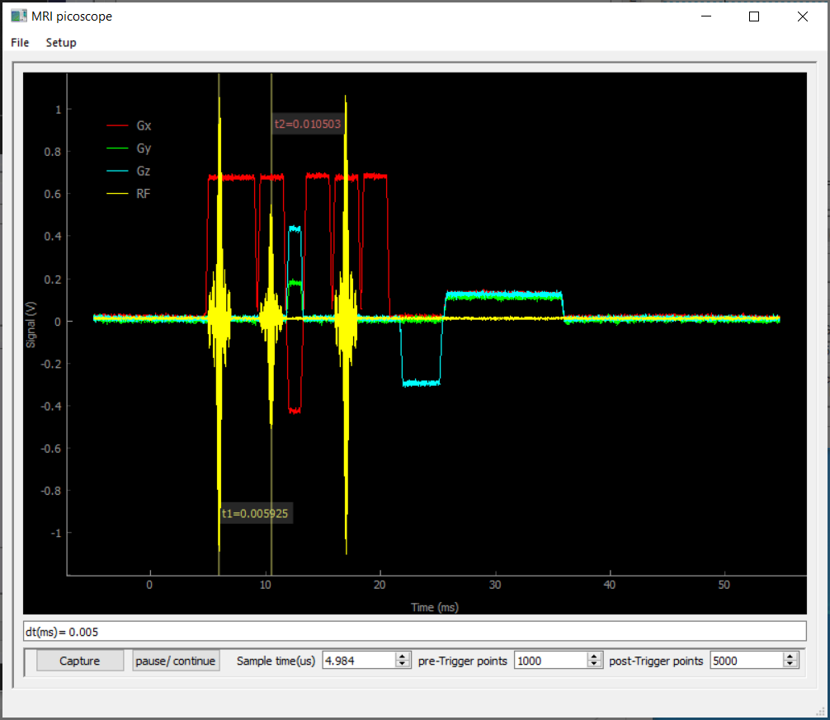 MRI picoscope
File Setup
1
0.8
0.6
0.4
0.2
0
-0.2
-0.4
-0.6
-0.8
-1
Signal (V)
Gx
Gy
Gz
RF
t2=0.010503
t1=0.005925
0 10 20 30 40 50
Time (ms)
dt(ms)= 0.005
Capture pause/ continue Sample time(us) 4.984 pre-Trigger points 1000 post-Trigger points 5000